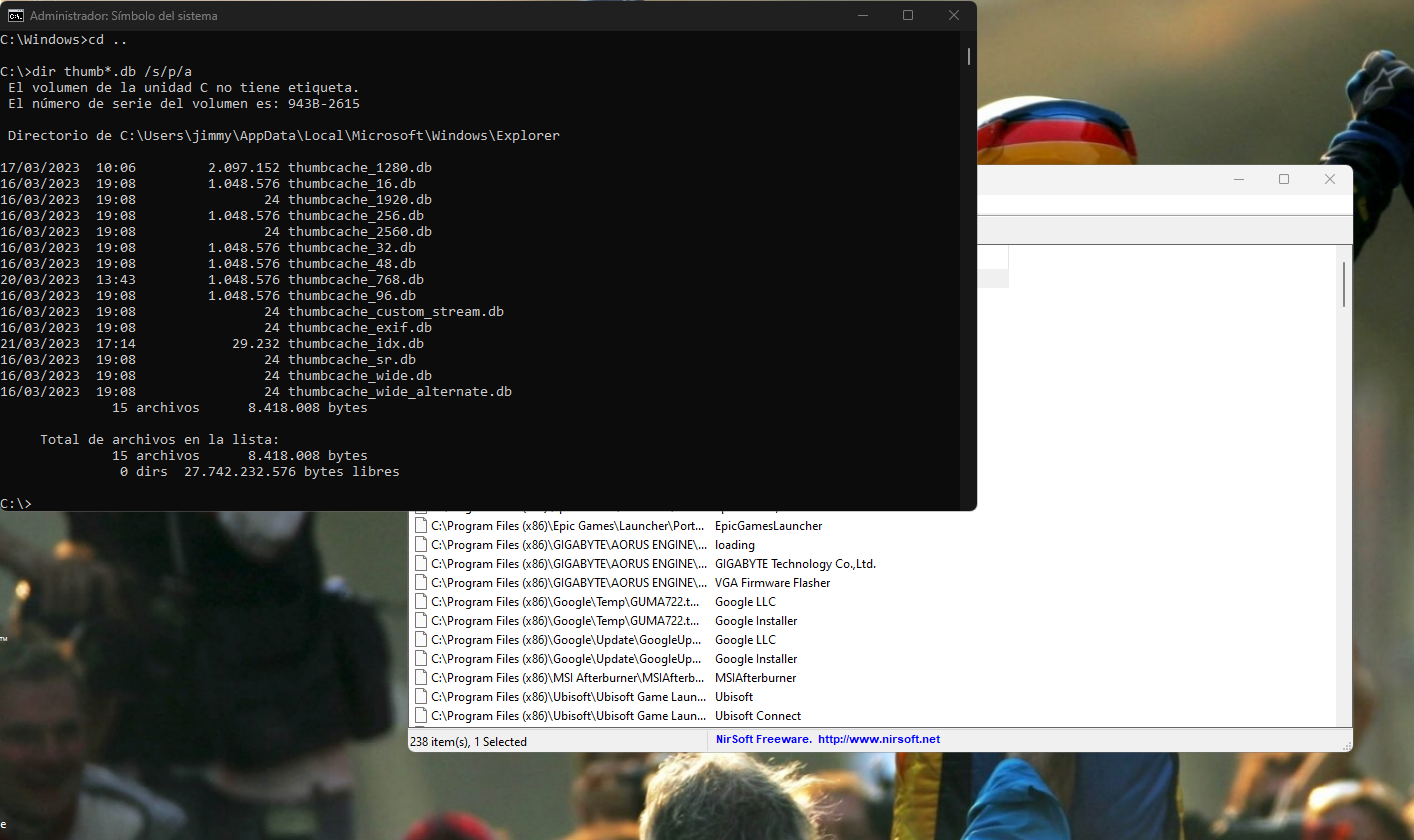 Administrador: Símbolo del sistema
C:\Windows>cd ..
C:\>dir thumb*.db /s/p/a
El volumen de la unidad C no tiene etiqueta.
El número de serie del volumen es: 943B-2615
Directorio de C:\Users\jimmy\AppData\Local\Microsoft\Windows\Explorer
17/03/2023  10:06         2.097.152 thumbcache_1280.db
16/03/2023  19:08         1.048.576 thumbcache_16.db
16/03/2023  19:08                24 thumbcache_1920.db
16/03/2023  19:08         1.048.576 thumbcache_256.db
16/03/2023  19:08                24 thumbcache_2560.db
16/03/2023  19:08         1.048.576 thumbcache_32.db
16/03/2023  19:08         1.048.576 thumbcache_48.db
20/03/2023  13:43         1.048.576 thumbcache_768.db
16/03/2023  19:08         1.048.576 thumbcache_96.db
16/03/2023  19:08                24 thumbcache_custom_stream.db
16/03/2023  19:08                24 thumbcache_exif.db
21/03/2023  17:14            29.232 thumbcache_idx.db
16/03/2023  19:08                24 thumbcache_sr.db
16/03/2023  19:08                24 thumbcache_wide.db
16/03/2023  19:08                24 thumbcache_wide_alternate.db
15 archivos      8.418.008 bytes
Total de archivos en la lista:
15 archivos      8.418.008 bytes
0 dirs  27.742.232.576 bytes libres
C:\>
C:\Program Files (x86)\Epic Games\Launcher\Port... EpicGamesLauncher
C:\Program Files (x86)\GIGABYTE\AORUS ENGINE\... loading
C:\Program Files (x86)\GIGABYTE\AORUS ENGINE\... GIGABYTE Technology Co.,Ltd.
C:\Program Files (x86)\GIGABYTE\AORUS ENGINE\... VGA Firmware Flasher
C:\Program Files (x86)\Google\Temp\GUMA722.t... Google LLC
C:\Program Files (x86)\Google\Temp\GUMA722.t... Google Installer
C:\Program Files (x86)\Google\Update\GoogleUp... Google LLC
C:\Program Files (x86)\Google\Update\GoogleUp... Google Installer
C:\Program Files (x86)\MSI Afterburner\MSIAfterb... MSIAfterburner
C:\Program Files (x86)\Ubisoft\Ubisoft Game Laun... Ubisoft
C:\Program Files (x86)\Ubisoft\Ubisoft Game Laun... Ubisoft Connect
238 item(s), 1 Selected
NirSoft Freeware.  http://www.nirsoft.net
™
e